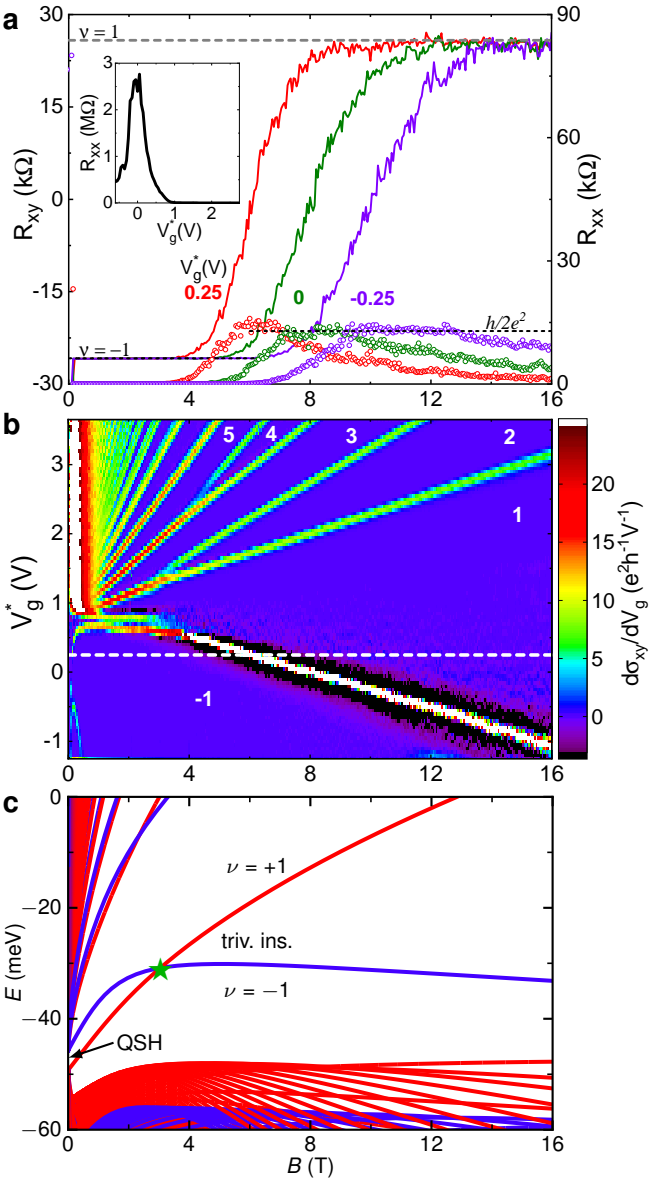 a
30
15
0
-15
-30
R_xy (kΩ)
90
60
30
0
R_xx (kΩ)
ν = 1
3
2
1
0
R_xx (MΩ)
0 1 2
V_g^*(V)
V_g^*(V)
0.25
0
-0.25
h/2e²
ν = −1
0 4 8 12 16
b
3
2
1
0
-1
V_g^* (V)
5 4 3 2
1
-1
0 4 8 12 16
20
15
10
5
0
dσ_xy/dV_g (e²h⁻¹V⁻¹)
c
0
−20
−40
−60
E (meV)
ν = +1
triv. ins.
ν = −1
QSH
0 4 8 12 16
B (T)